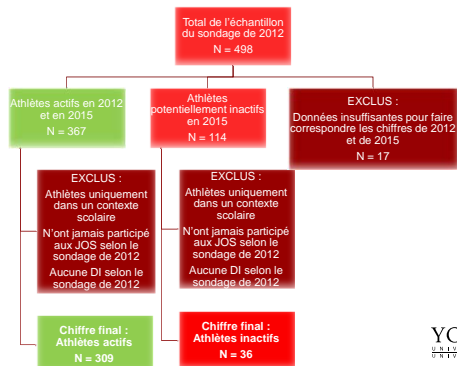 Total de l'échantillon
du sondage de 2012
N = 498
Athlètes actifs en 2012
et en 2015
N = 367
Athlètes
potentiellement inactifs
en 2015
N = 114
EXCLUS :
Données insuffisantes pour faire
correspondre les chiffres de 2012
et de 2015
N = 17
EXCLUS :
Athlètes uniquement
dans un contexte
scolaire
N'ont jamais participé
aux JOS selon le
sondage de 2012
Aucune DI selon le
sondage de 2012
EXCLUS :
Athlètes uniquement
dans un contexte
scolaire
N'ont jamais participé
aux JOS selon le
sondage de 2012
Aucune DI selon le
sondage de 2012
Chiffre final :
Athlètes actifs
N = 309
Chiffre final :
Athlètes inactifs
N = 36
YO